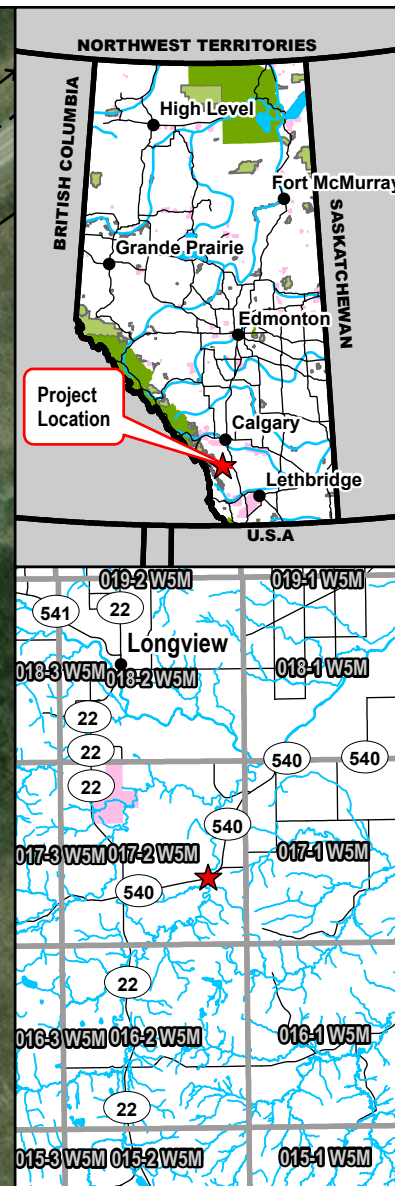 NORTHWEST TERRITORIES
BRITISH COLUMBIA
SASKATCHEWAN
High Level
Fort McMurray
Grande Prairie
Edmonton
Project
Location
Calgary
Lethbridge
U.S.A
019-2 W5M 019-1 W5M
541 22
Longview
018-3 W5M 018-2 W5M 018-1 W5M
22
22
540 540
22
540
017-3 W5M 017-2 W5M 017-1 W5M
540
22
016-3 W5M 016-2 W5M 016-1 W5M
22
015-3 W5M 015-2 W5M 015-1 W5M